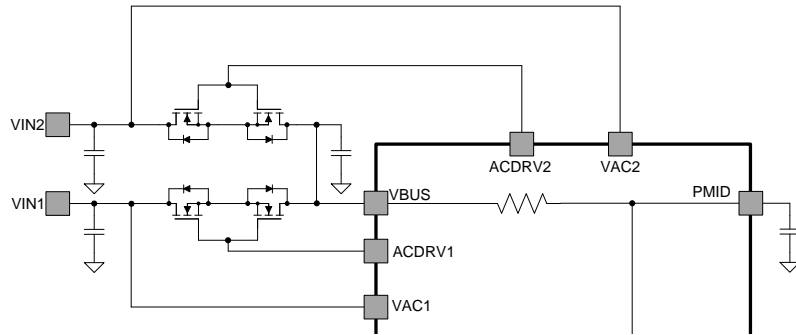 VIN2
ACDRV2
VAC2
VIN1
VBUS
PMID
ACDRV1
VAC1